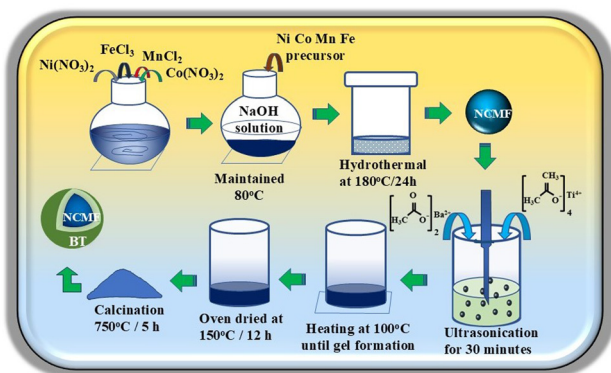 FeCl3
MnCl2
Ni(NO3)2
Co(NO3)2
Ni Co Mn Fe
precursor
NaOH
solution
Maintained
80°C
Hydrothermal
at 180°C/24h
NCMF
O
H3C
O-
2
Ba2+
CH3
H3C
O-
4
Ti4+
NCMF
BT
Calcination
750°C / 5 h
Oven dried at
150°C / 12 h
Heating at 100°C
until gel formation
Ultrasonication
for 30 minutes